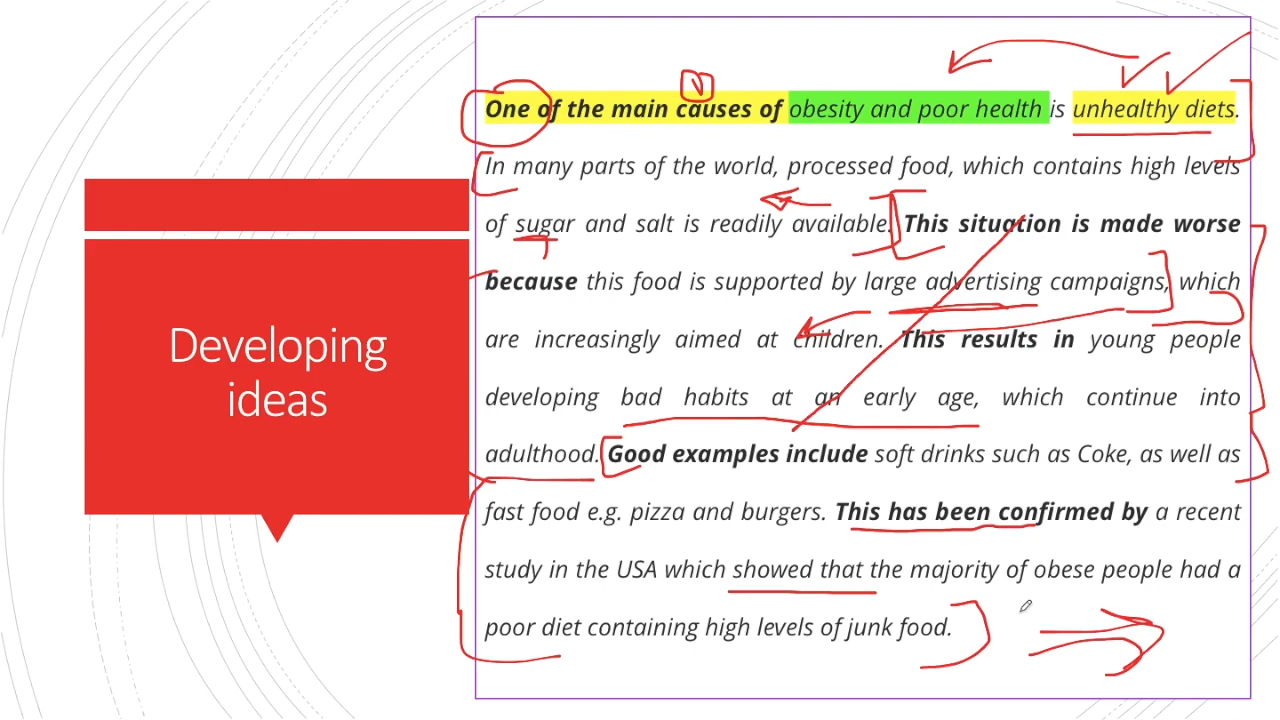 Developing
ideas
One of the main causes of obesity and poor health is unhealthy diets.
In many parts of the world, processed food, which contains high levels
of sugar and salt is readily available. This situation is made worse
because this food is supported by large advertising campaigns, which
are increasingly aimed at children. This results in young people
developing bad habits at an early age, which continue into
adulthood. Good examples include soft drinks such as Coke, as well as
fast food e.g. pizza and burgers. This has been confirmed by a recent
study in the USA which showed that the majority of obese people had a
poor diet containing high levels of junk food.